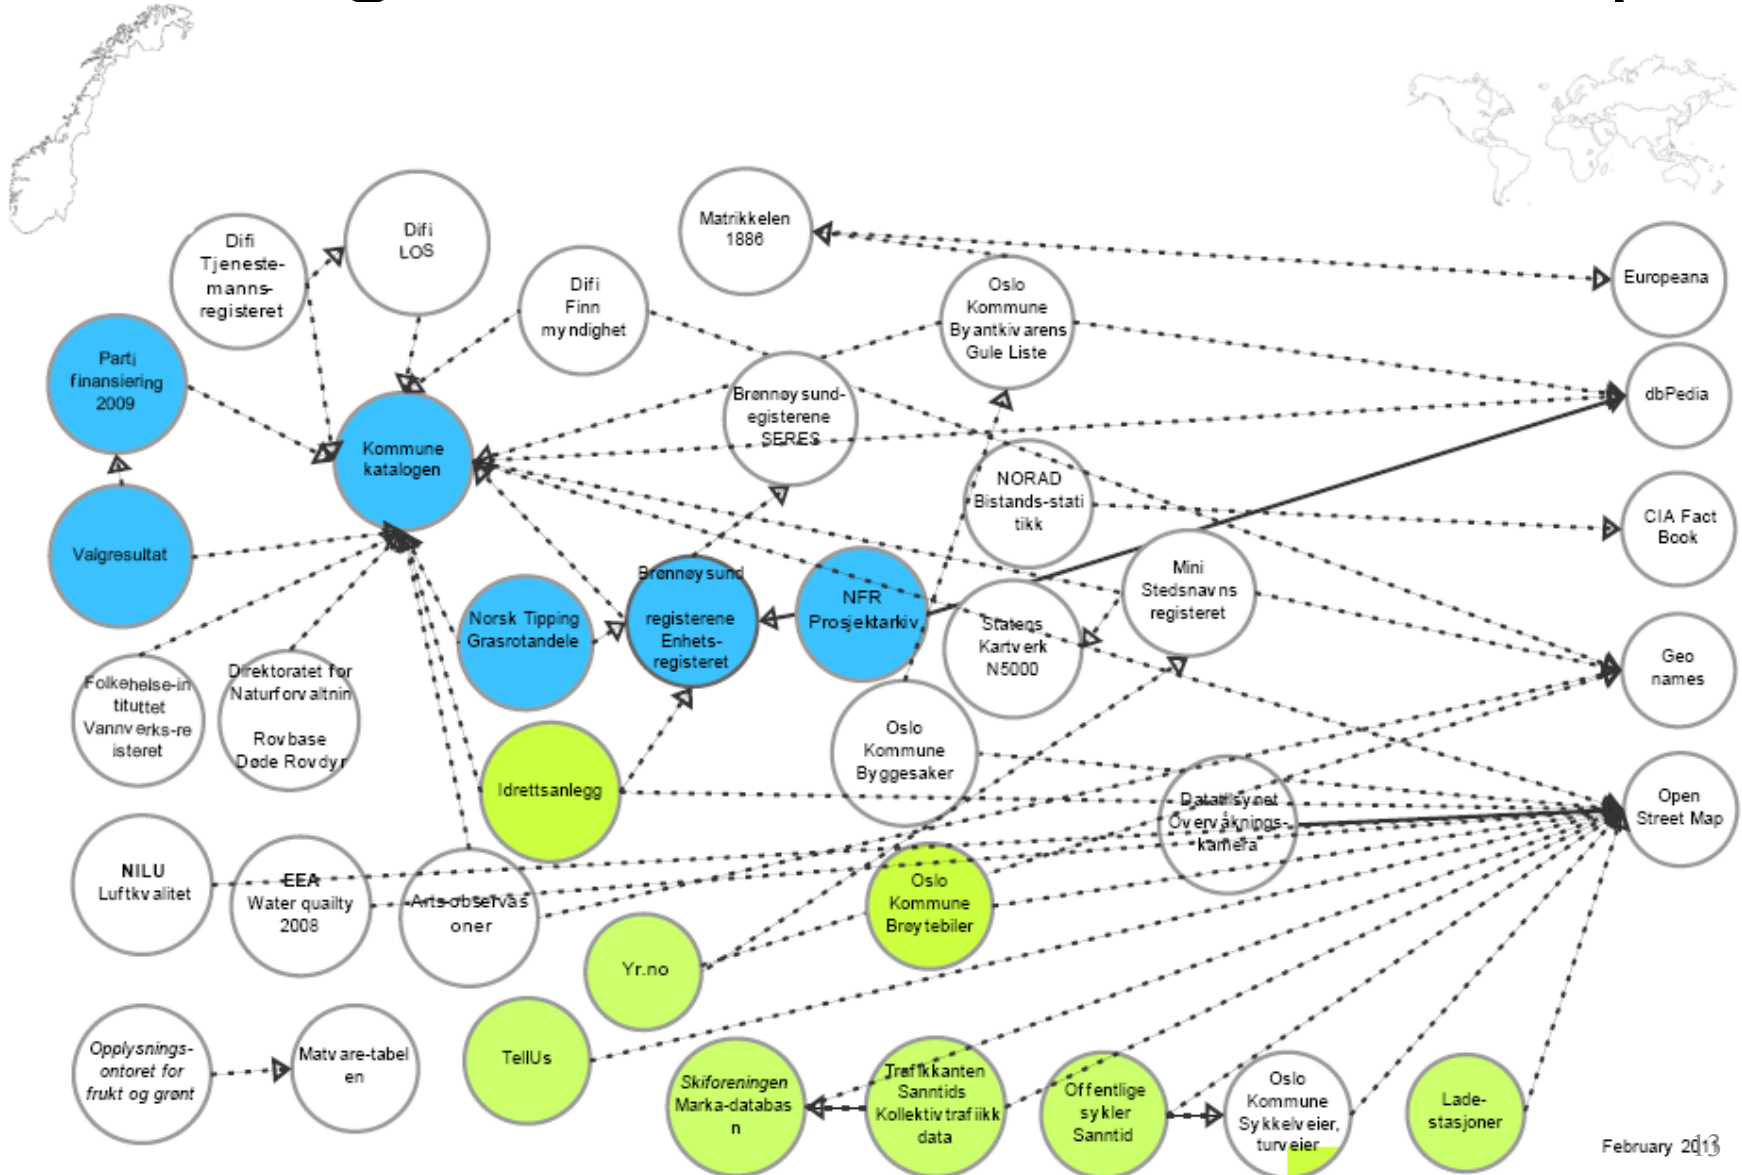 Difi
LOS
Matrikkelen
1886
Difi
Tjeneste-
manns-
registeret
Difi
Finn
myndighet
Oslo
Kommune
Byantkivarens
Gule Liste
Europeana
Parti
finansiering
2009
Brønnøysund-
egisterene
SERES
dbPedia
Kommune
katalogen
NORAD
Bistands-stati
tikk
CIA Fact
Book
Valgresultat
Brønnøysund
registerene
Enhets-
registeret
Norsk Tipping
Grasrotandele
NFR
Prosjektarkiv
Mini
Stedsnavns
registeret
Statens
Kartverk
N5000
Geo
names
Folkehelse-in
tituttet
Vannverks-re
isteret
Direktoratet for
Naturforvaltnin
Rovbase
Døde Rovdyr
Oslo
Kommune
Byggesaker
Idrettsanlegg
Datatilsynet
Overvåknings-
kamera
Open
Street Map
NILU
Luftkvalitet
EEA
Water quailty
2008
Arts-observas
oner
Oslo
Kommune
Brøytebiler
Yr.no
Opplysnings-
ontoret for
frukt og grønt
Matvare-tabel
en
TellUs
Skiforeningen
Marka-databas
n
Trafikkanten
Sanntids
Kollektivtrafiikk
data
Offentlige
sykler
Sanntid
Oslo
Kommune
Sykkelveier,
turveier
Lade-
stasjoner
February 2011
13